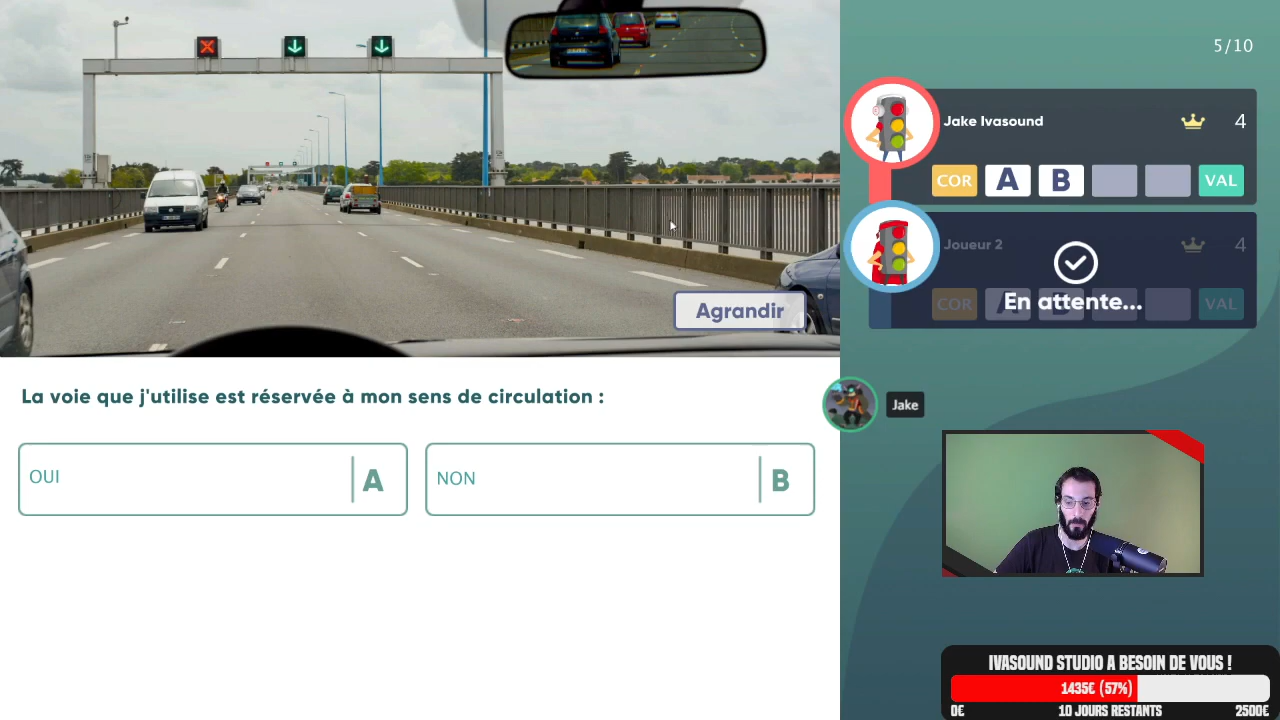 5/10
Jake Ivasound
4
COR
A
B
VAL
Joueur 2
4
COR
A
B
VAL
En attente...
Agrandir
La voie que j'utilise est réservée à mon sens de circulation :
OUI
A
NON
B
Jake
IVASOUND STUDIO A BESOIN DE VOUS !
1435€ (57%)
0€
10 JOURS RESTANTS
2500€